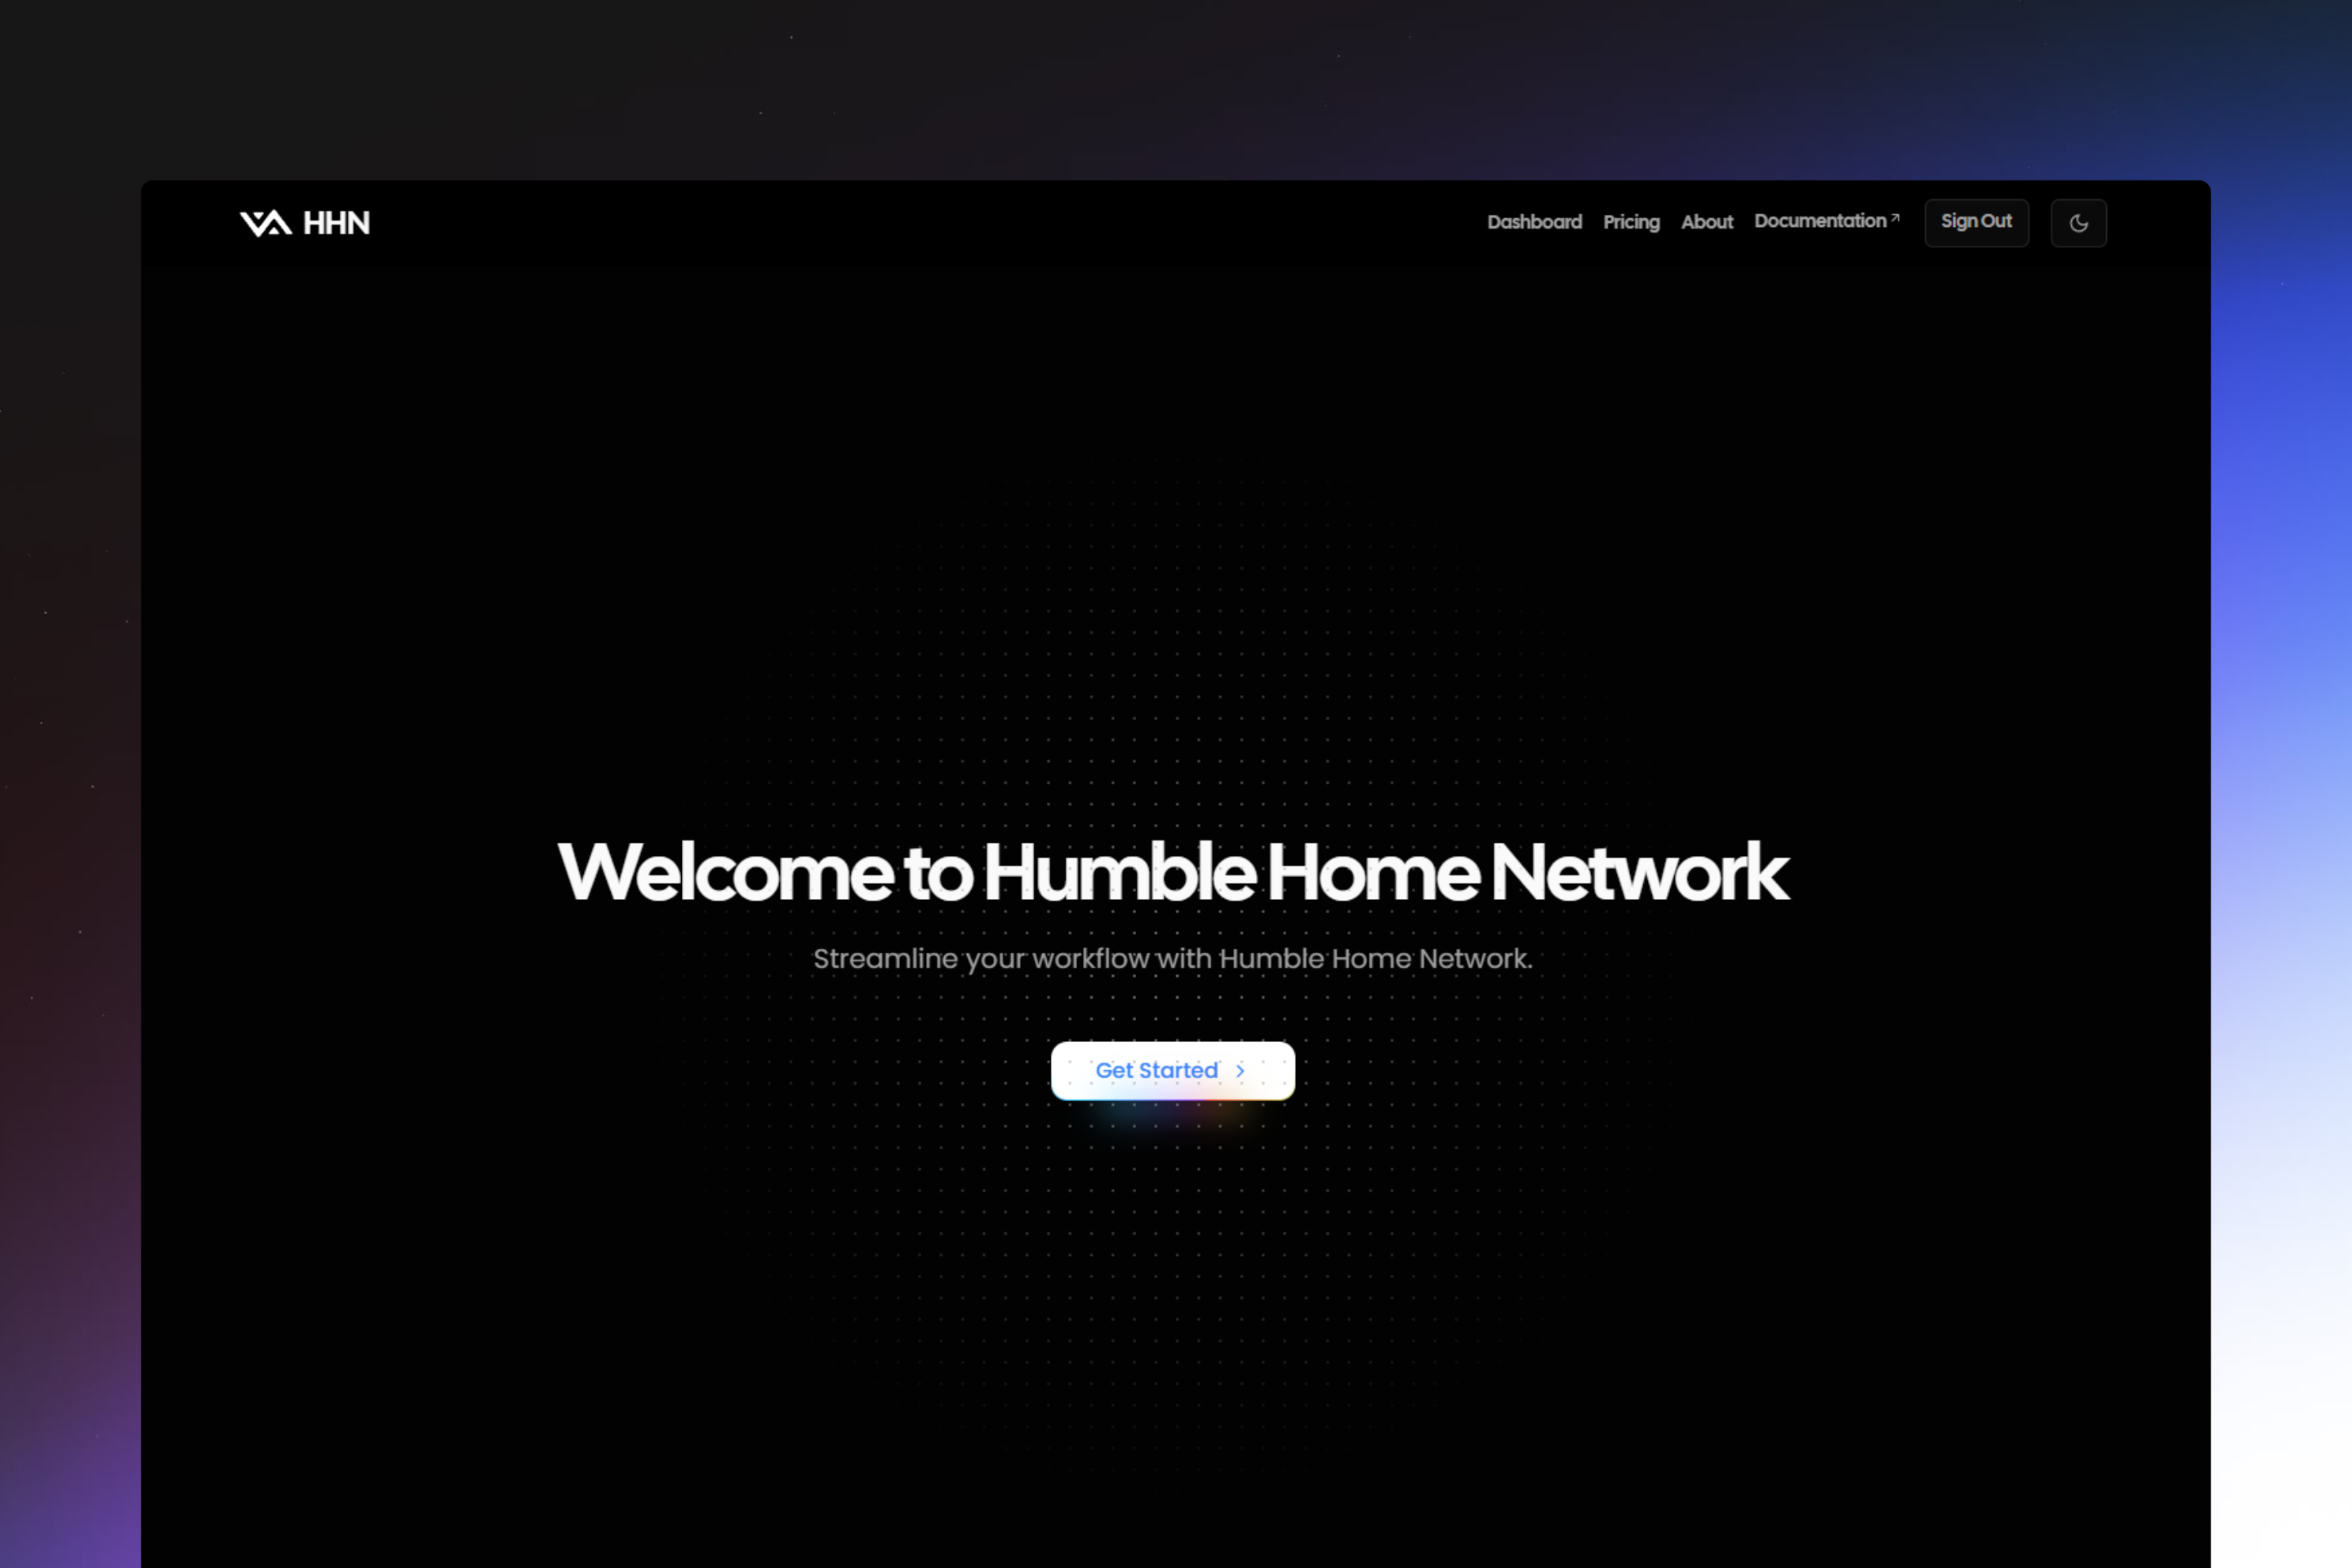 HHN
Dashboard Pricing About Documentation↗ Sign Out
Welcome to Humble Home Network
Streamline your workflow with Humble Home Network.
Get Started >